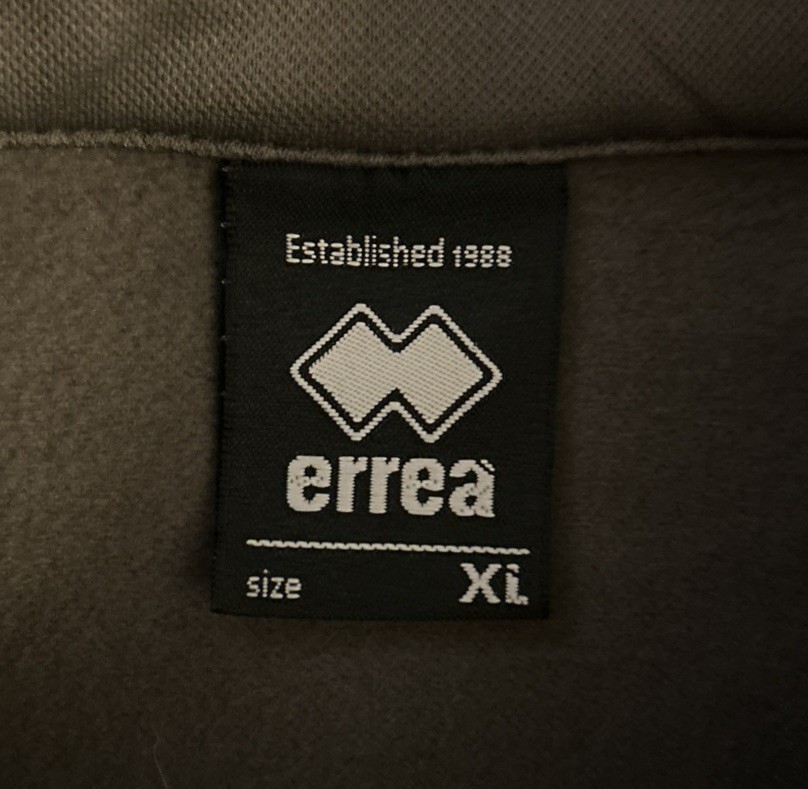 Established 1988
erreà
size XL